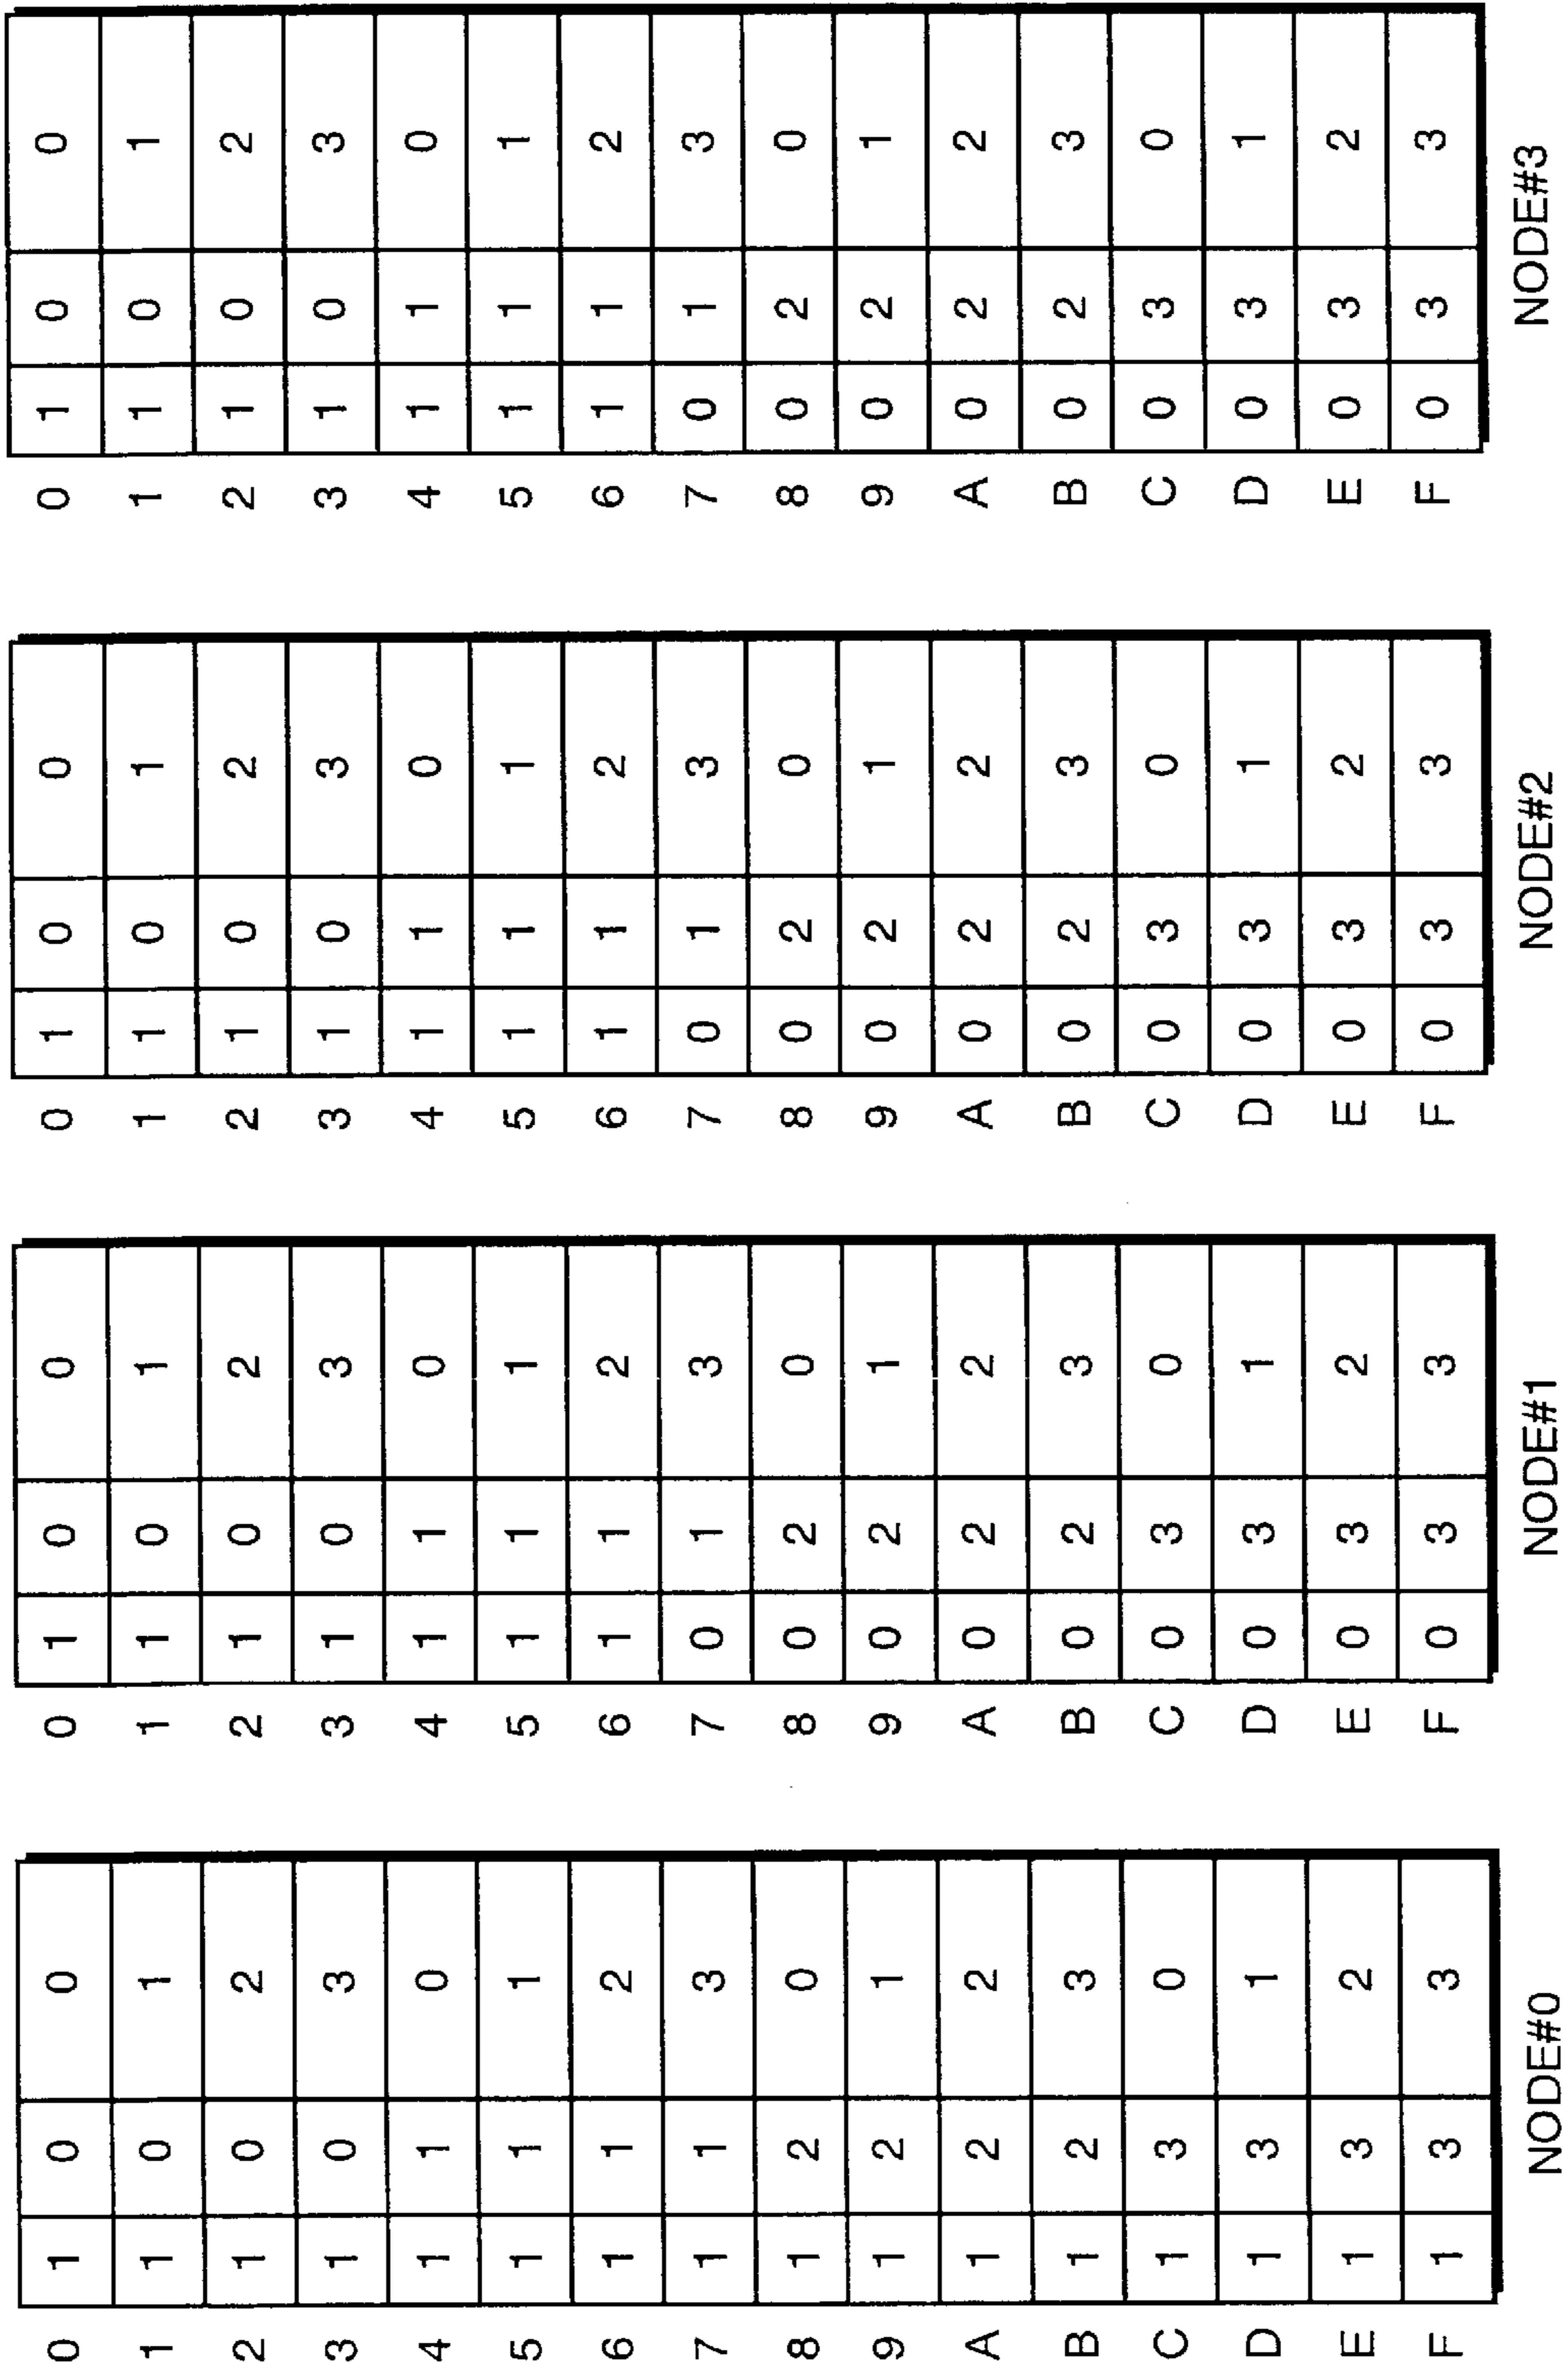 0 1 0 0
1 1 0 1
2 1 0 2
3 1 0 3
4 1 1 0
5 1 1 1
6 1 1 2
7 1 1 3
8 1 2 0
9 1 2 1
A 1 2 2
B 1 2 3
C 1 3 0
D 1 3 1
E 1 3 2
F 1 3 3
NODE#0
0 1 0 0
1 1 0 1
2 1 0 2
3 1 0 3
4 1 1 0
5 1 1 1
6 1 1 2
7 0 1 3
8 0 2 0
9 0 2 1
A 0 2 2
B 0 2 3
C 0 3 0
D 0 3 1
E 0 3 2
F 0 3 3
NODE#1
0 1 0 0
1 1 0 1
2 1 0 2
3 1 0 3
4 1 1 0
5 1 1 1
6 1 1 2
7 0 1 3
8 0 2 0
9 0 2 1
A 0 2 2
B 0 2 3
C 0 3 0
D 0 3 1
E 0 3 2
F 0 3 3
NODE#2
0 1 0 0
1 1 0 1
2 1 0 2
3 1 0 3
4 1 1 0
5 1 1 1
6 1 1 2
7 0 1 3
8 0 2 0
9 0 2 1
A 0 2 2
B 0 2 3
C 0 3 0
D 0 3 1
E 0 3 2
F 0 3 3
NODE#3